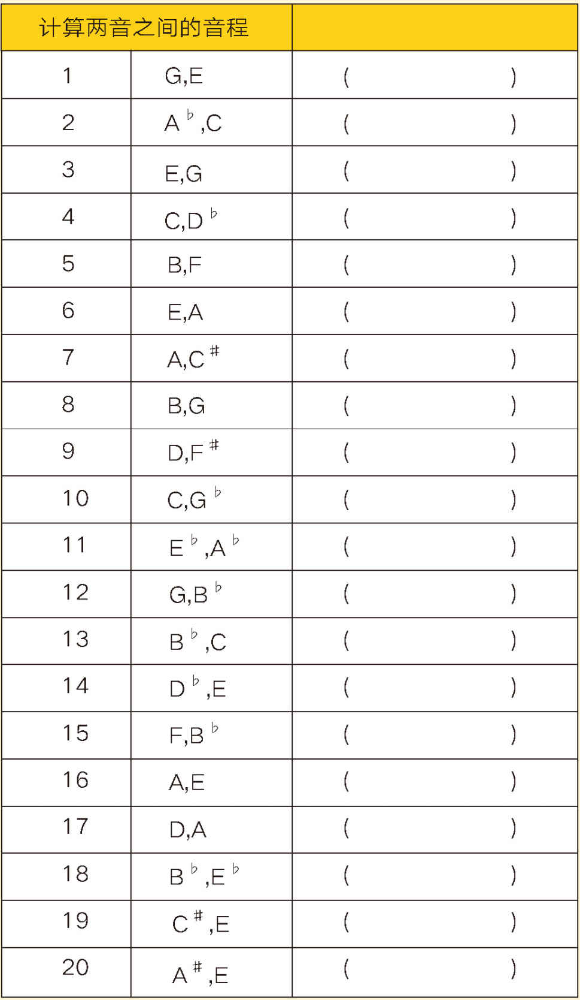 计算两音之间的音程
1 G,E ( )
2 A♭,C ( )
3 E,G ( )
4 C,D♭ ( )
5 B,F ( )
6 E,A ( )
7 A,C♯ ( )
8 B,G ( )
9 D,F♯ ( )
10 C,G♭ ( )
11 E♭,A♭ ( )
12 G,B♭ ( )
13 B♭,C ( )
14 D♭,E ( )
15 F,B♭ ( )
16 A,E ( )
17 D,A ( )
18 B♭,E♭ ( )
19 C♯,E ( )
20 A♯,E ( )